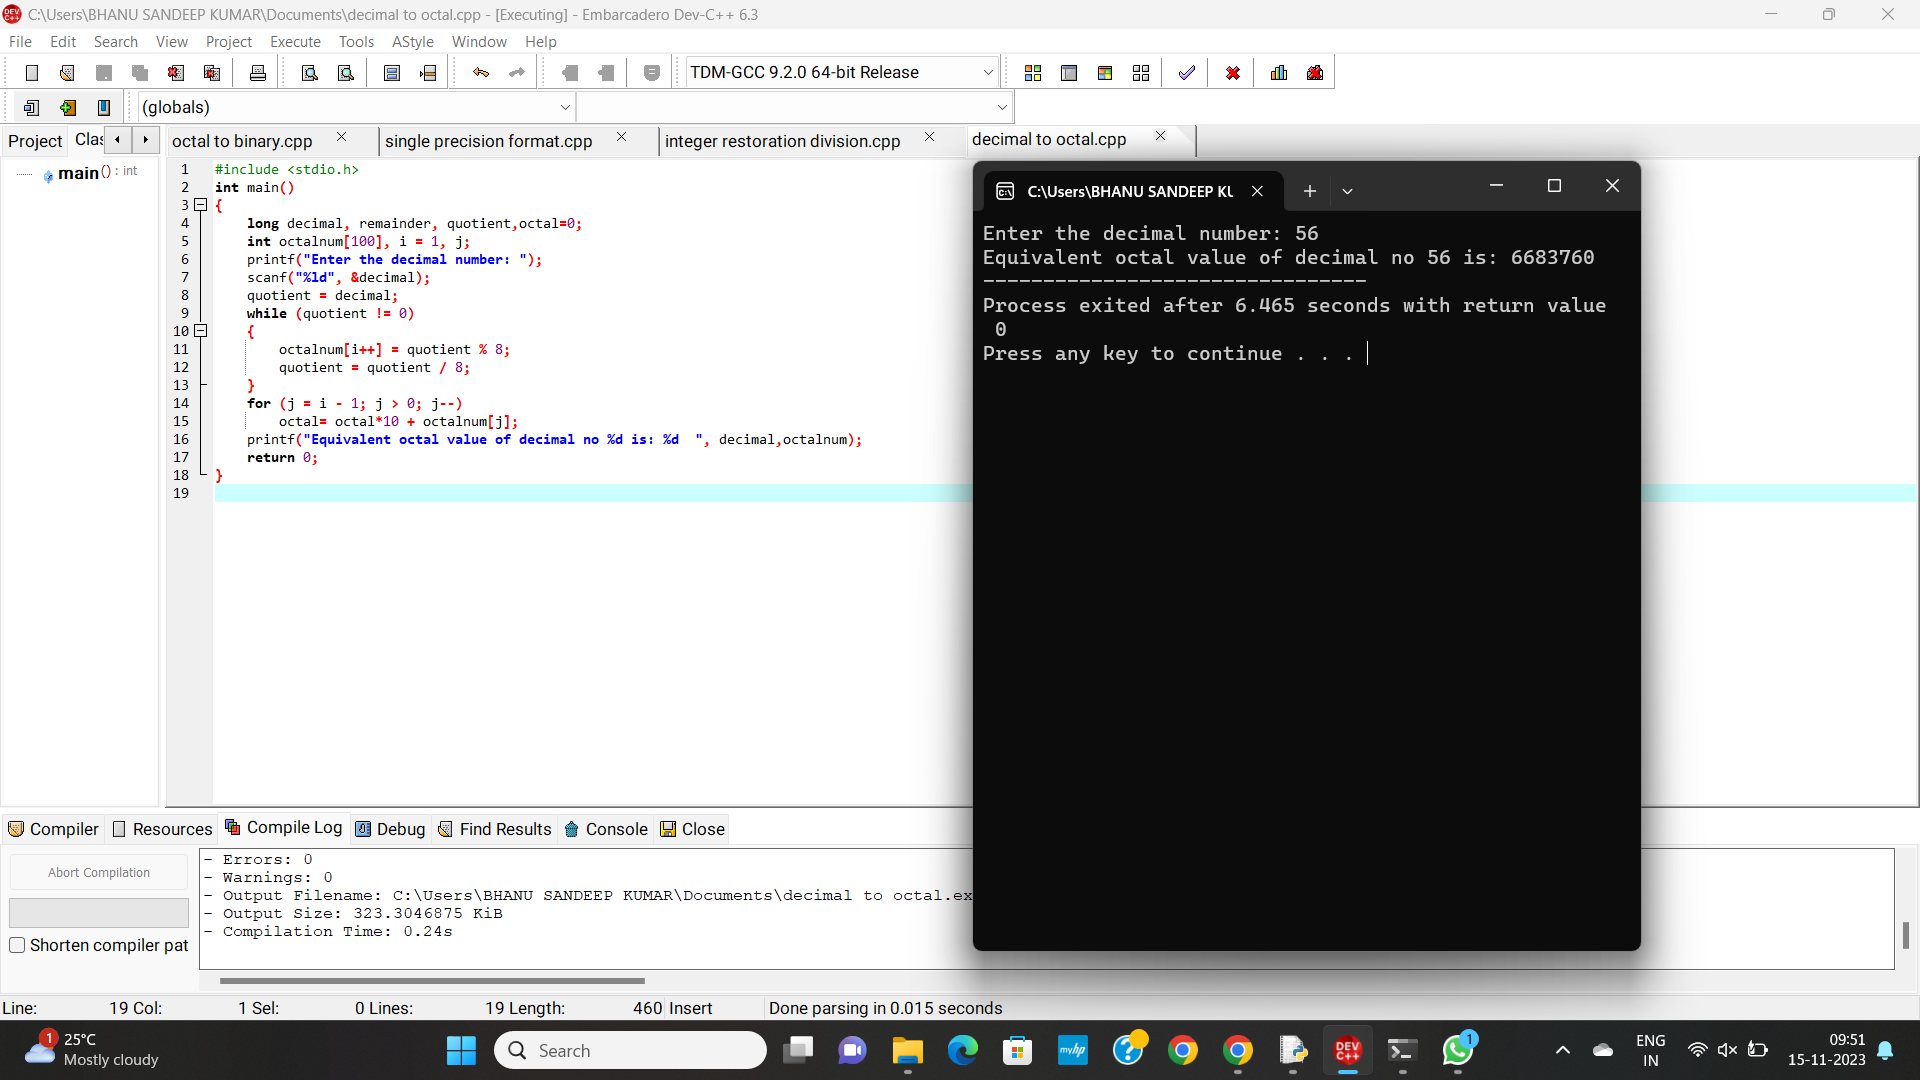 C:\Users\BHANU SANDEEP KUMAR\Documents\decimal to octal.cpp - [Executing] - Embarcadero Dev-C++ 6.3
File Edit Search View Project Execute Tools AStyle Window Help
TDM-GCC 9.2.0 64-bit Release
(globals)
Project Clas octal to binary.cpp single precision format.cpp integer restoration division.cpp decimal to octal.cpp
main() : int
1 #include <stdio.h>
2 int main()
3 {
4 long decimal, remainder, quotient,octal=0;
5 int octalnum[100], i = 1, j;
6 printf("Enter the decimal number: ");
7 scanf("%ld", &decimal);
8 quotient = decimal;
9 while (quotient != 0)
10 {
11 octalnum[i++] = quotient % 8;
12 quotient = quotient / 8;
13 }
14 for (j = i - 1; j > 0; j--)
15 octal= octal*10 + octalnum[j];
16 printf("Equivalent octal value of decimal no %d is: %d  ", decimal,octalnum);
17 return 0;
18 }
19
C:\Users\BHANU SANDEEP KU
Enter the decimal number: 56
Equivalent octal value of decimal no 56 is: 6683760
--------------------------------
Process exited after 6.465 seconds with return value
0
Press any key to continue . . .
Compiler Resources Compile Log Debug Find Results Console Close
Abort Compilation
Shorten compiler pat
- Errors: 0
- Warnings: 0
- Output Filename: C:\Users\BHANU SANDEEP KUMAR\Documents\decimal to octal.ex
- Output Size: 323.3046875 KiB
- Compilation Time: 0.24s
Line: 19 Col: 1 Sel: 0 Lines: 19 Length: 460 Insert Done parsing in 0.015 seconds
1
25°C
Mostly cloudy
Search
myhp
DEV C++
1
ENG
IN
09:51
15-11-2023